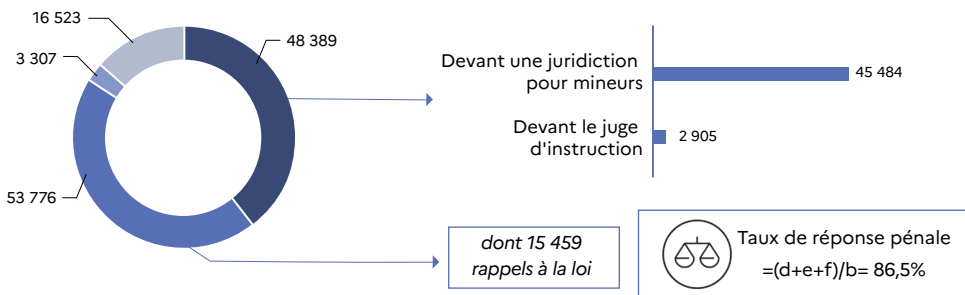 16 523
3 307
48 389
53 776
Devant une juridiction
pour mineurs
45 484
Devant le juge
d'instruction
2 905
dont 15 459
rappels à la loi
Taux de réponse pénale
=(d+e+f)/b= 86,5%